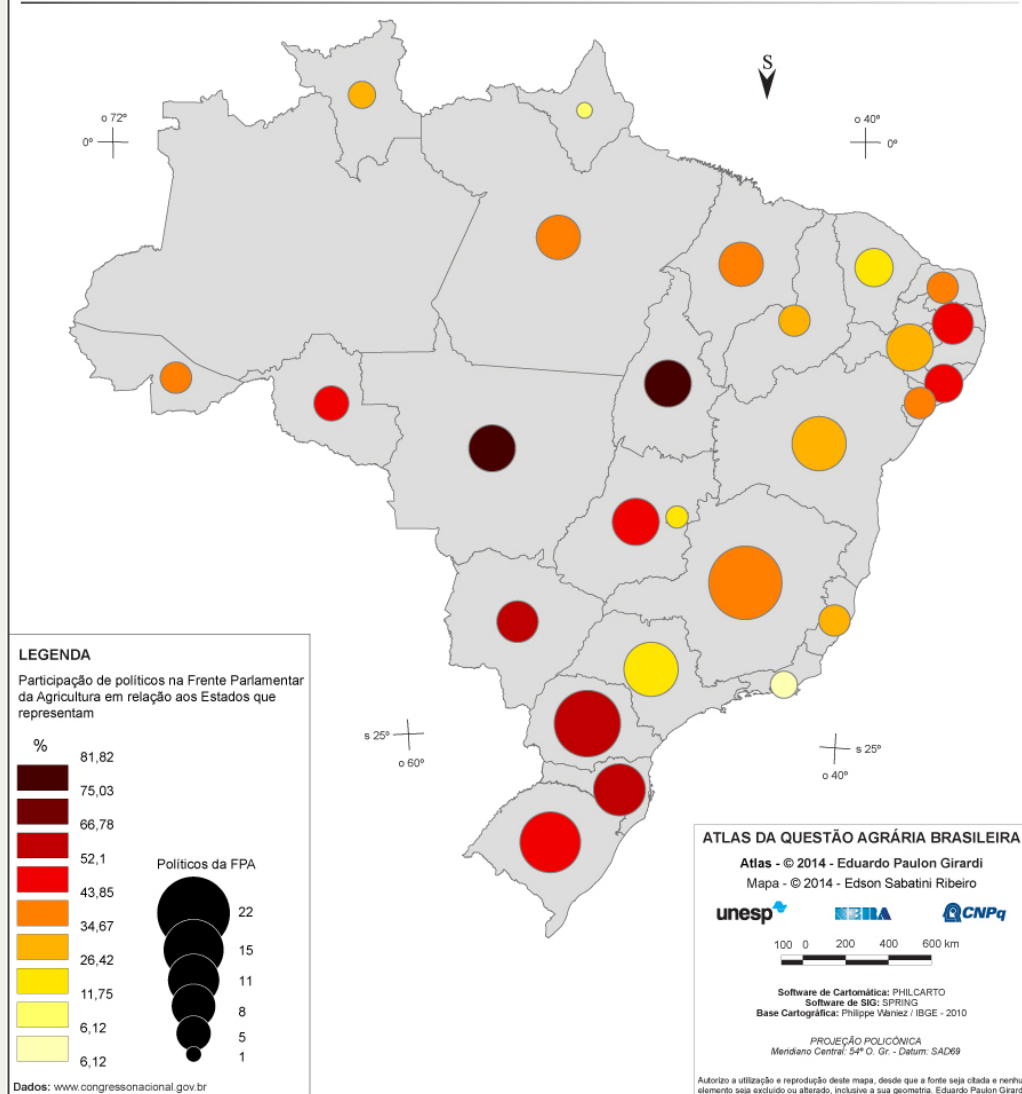 S
o 72º
0º
o 40º
0º
s 25º
o 60º
s 25º
o 40º
LEGENDA
Participação de políticos na Frente Parlamentar
da Agricultura em relação aos Estados que
representam
%
81,82
75,03
66,78
52,1
43,85
34,67
26,42
11,75
6,12
6,12
Políticos da FPA
22
15
11
8
5
1
Dados: www.congressonacional.gov.br
ATLAS DA QUESTÃO AGRÁRIA BRASILEIRA
Atlas - © 2014 - Eduardo Paulon Girardi
Mapa - © 2014 - Edson Sabatini Ribeiro
unesp
CNPq
100 0 200 400 600 km
Software de Cartomática: PHILCARTO
Software de SIG: SPRING
Base Cartográfica: Philippe Waniez / IBGE - 2010
PROJEÇÃO POLICÔNICA
Meridiano Central: 54º O. Gr. - Datum: SAD69
Autorizo a utilização e reprodução deste mapa, desde que a fonte seja citada e nenhu
elemento seja excluído ou alterado, inclusive a sua geometria. Eduardo Paulon Girard